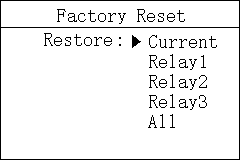 Factory Reset
Restore: ▶ Current
Relay1
Relay2
Relay3
All